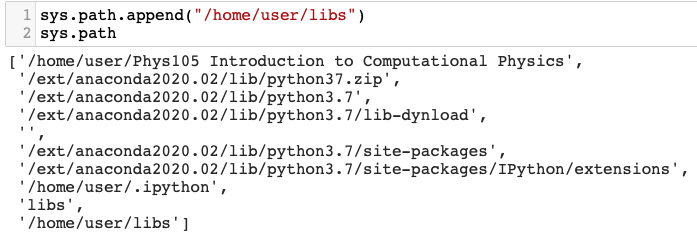 1 sys.path.append("/home/user/libs")
2 sys.path
['/home/user/Phys105 Introduction to Computational Physics',
'/ext/anaconda2020.02/lib/python37.zip',
'/ext/anaconda2020.02/lib/python3.7',
'/ext/anaconda2020.02/lib/python3.7/lib-dynload',
'',
'/ext/anaconda2020.02/lib/python3.7/site-packages',
'/ext/anaconda2020.02/lib/python3.7/site-packages/IPython/extensions',
'/home/user/.ipython',
'libs',
'/home/user/libs']